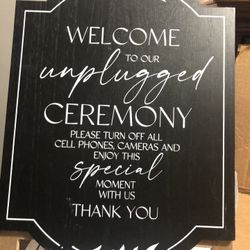 WELCOME
TO OUR
unplugged
CEREMONY
PLEASE TURN OFF ALL
CELL PHONES, CAMERAS AND
ENJOY THIS
special
MOMENT
WITH US
THANK YOU